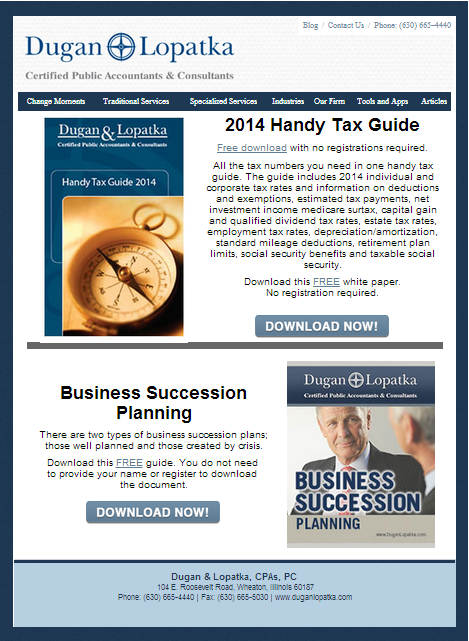 Blog / Contact Us / Phone: (630) 665-4440
Dugan Lopatka
Certified Public Accountants & Consultants
Change Moments Traditional Services Specialized Services Industries Our Firm Tools and Apps Articles
Dugan & Lopatka
Certified Public Accountants & Consultants
Handy Tax Guide 2014
2014 Handy Tax Guide
Free download with no registrations required.
All the tax numbers you need in one handy tax
guide. The guide includes 2014 individual and
corporate tax rates and information on deductions
and exemptions, estimated tax payments, net
investment income medicare surtax, capital gain
and qualified dividend tax rates, estate tax rates,
employment tax rates, depreciation/amortization,
standard mileage deductions, retirement plan
limits, social security benefits and taxable social
security.
Download this FREE white paper.
No registration required.
DOWNLOAD NOW!
Business Succession
Planning
There are two types of business succession plans;
those well planned and those created by crisis.
Download this FREE guide. You do not need
to provide your name or register to download
the document.
DOWNLOAD NOW!
Dugan Lopatka
Certified Public Accountants & Consultants
BUSINESS
SUCCESSION
PLANNING
www.DuganLopatka.com
Dugan & Lopatka, CPAs, PC
104 E. Roosevelt Road, Wheaton, Illinois 60187
Phone: (630) 665-4440 | Fax: (630) 665-5030 | www.duganlopatka.com